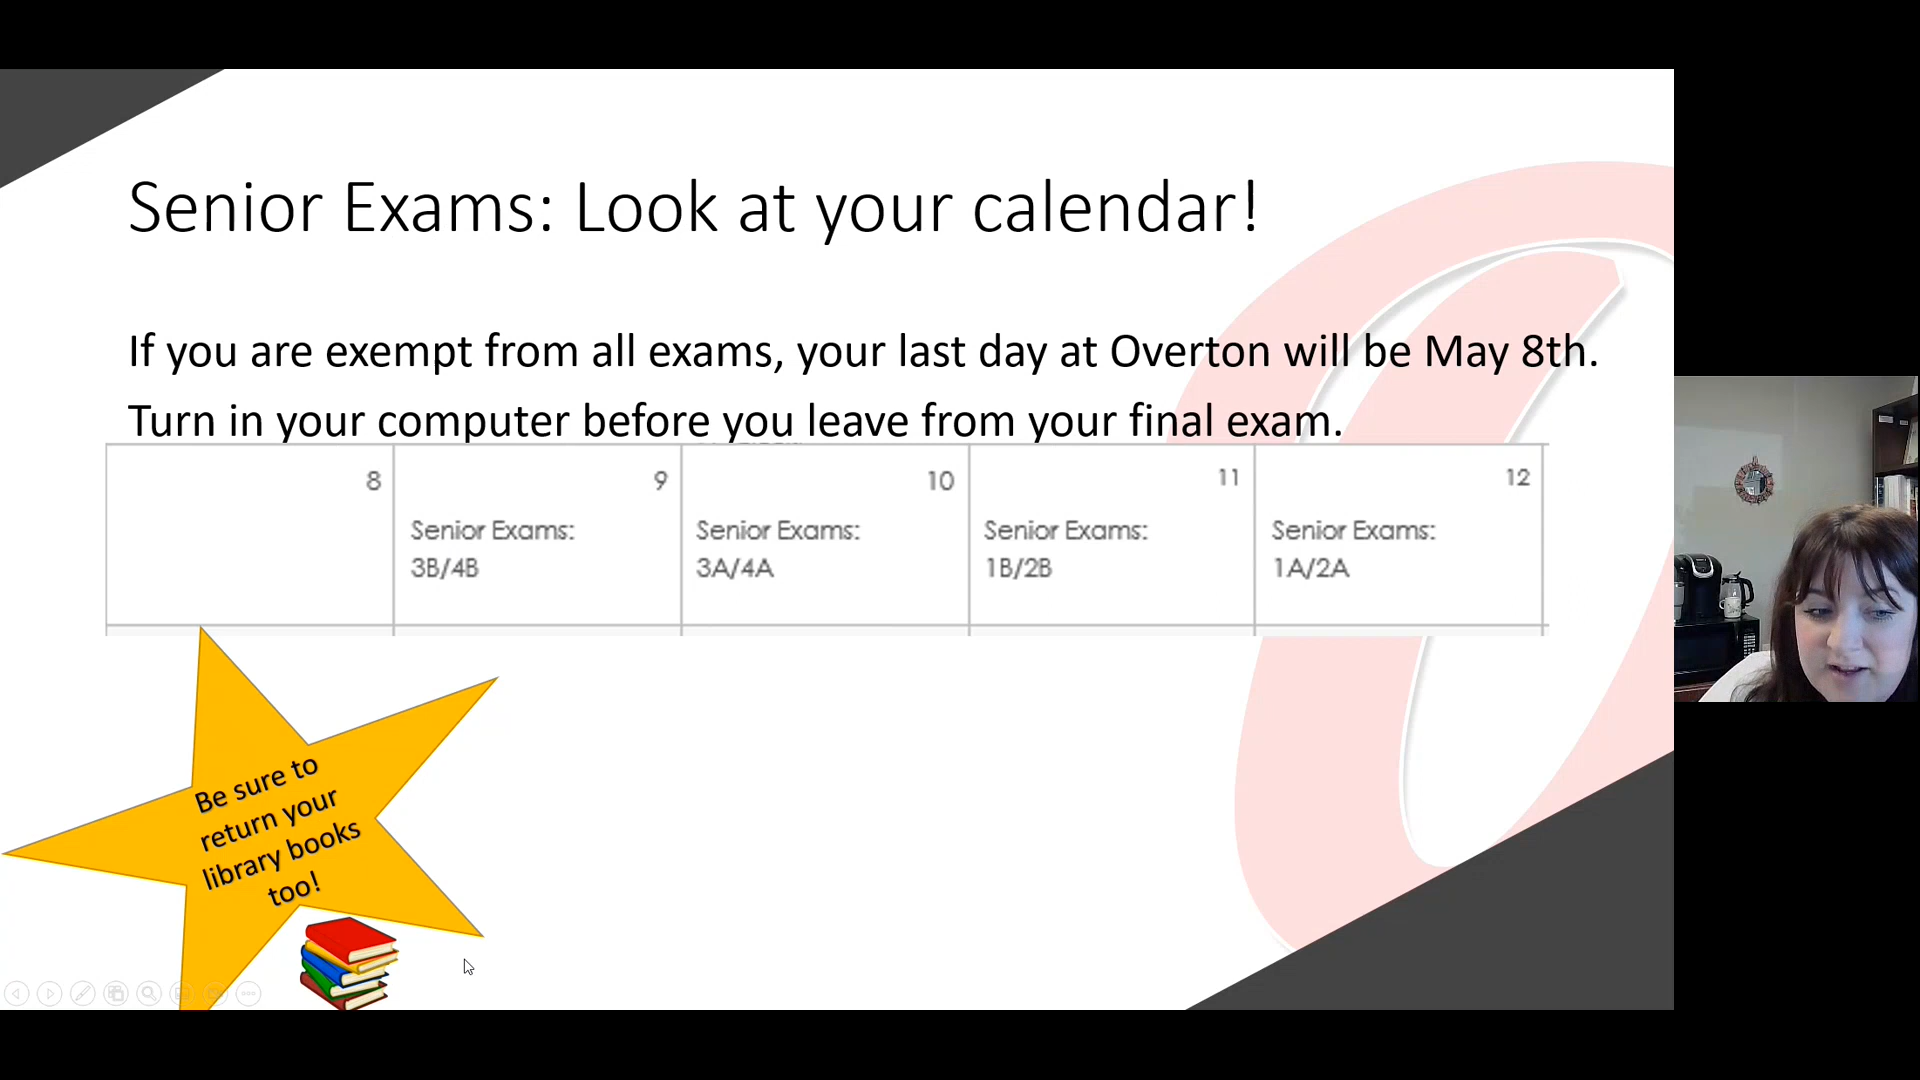 Senior Exams: Look at your calendar!
If you are exempt from all exams, your last day at Overton will be May 8th.
Turn in your computer before you leave from your final exam.
8
9
10
11
12
Senior Exams:
3B/4B
Senior Exams:
3A/4A
Senior Exams:
1B/2B
Senior Exams:
1A/2A
Be sure to
return your
library books
too!